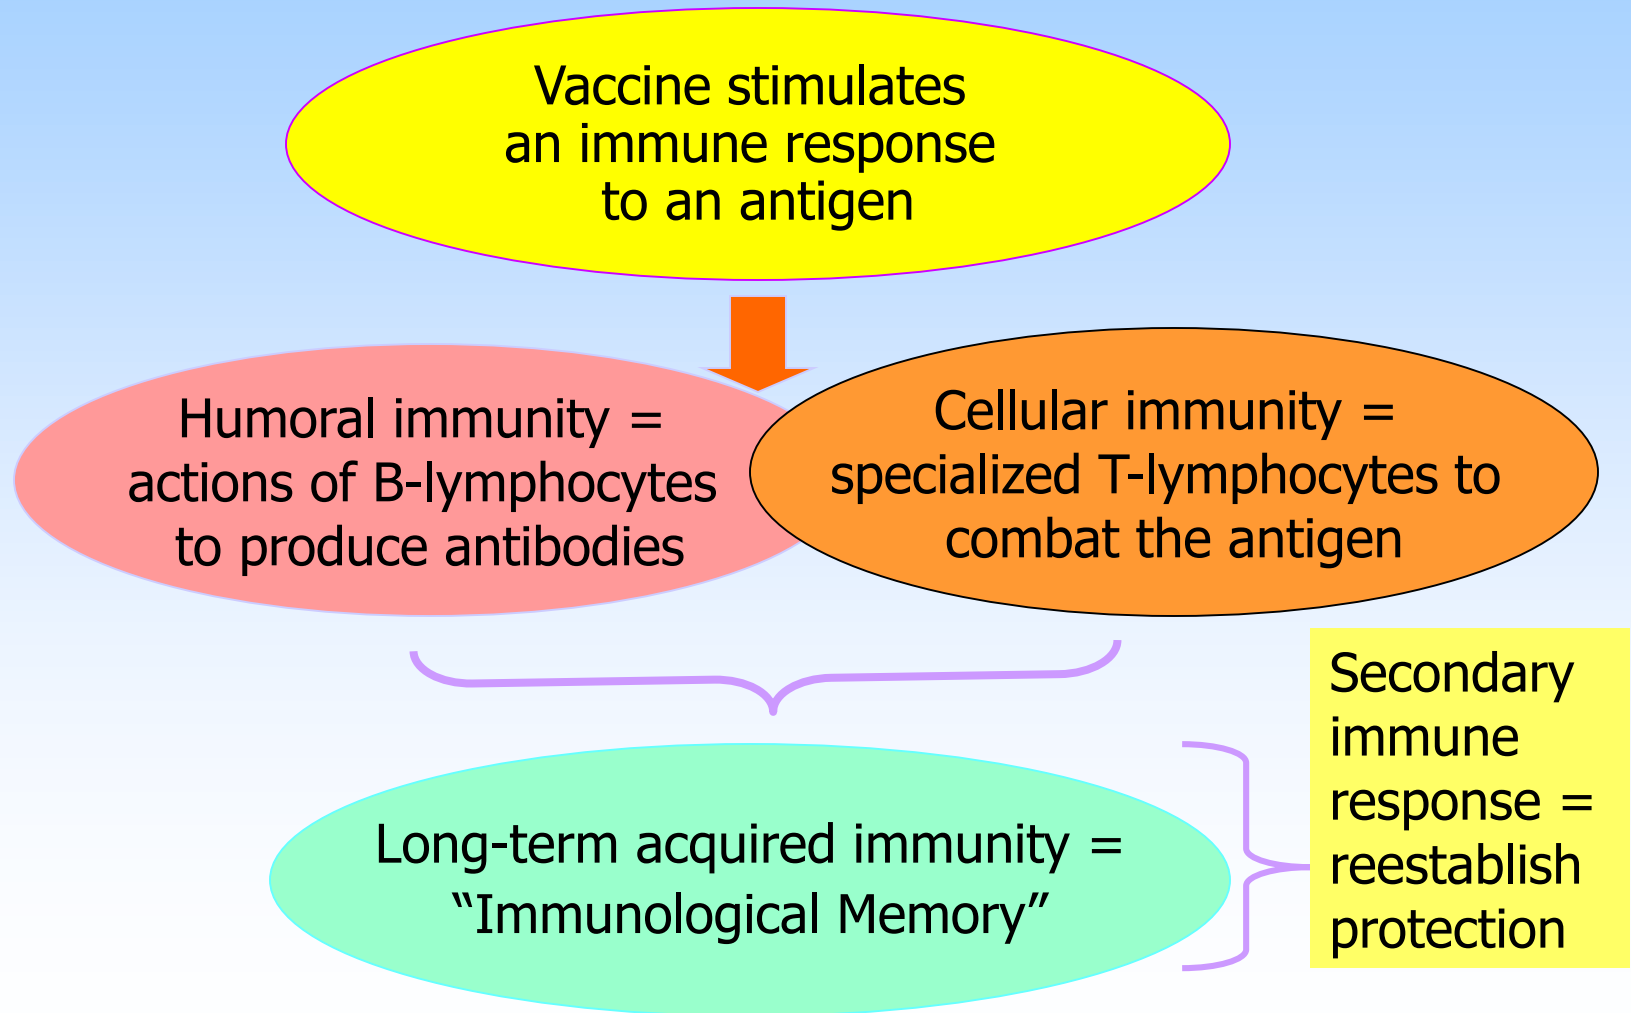 Vaccine stimulates
an immune response
to an antigen
Humoral immunity =
actions of B-lymphocytes
to produce antibodies
Cellular immunity =
specialized T-lymphocytes to
combat the antigen
Long-term acquired immunity =
“Immunological Memory”
Secondary
immune
response =
reestablish
protection